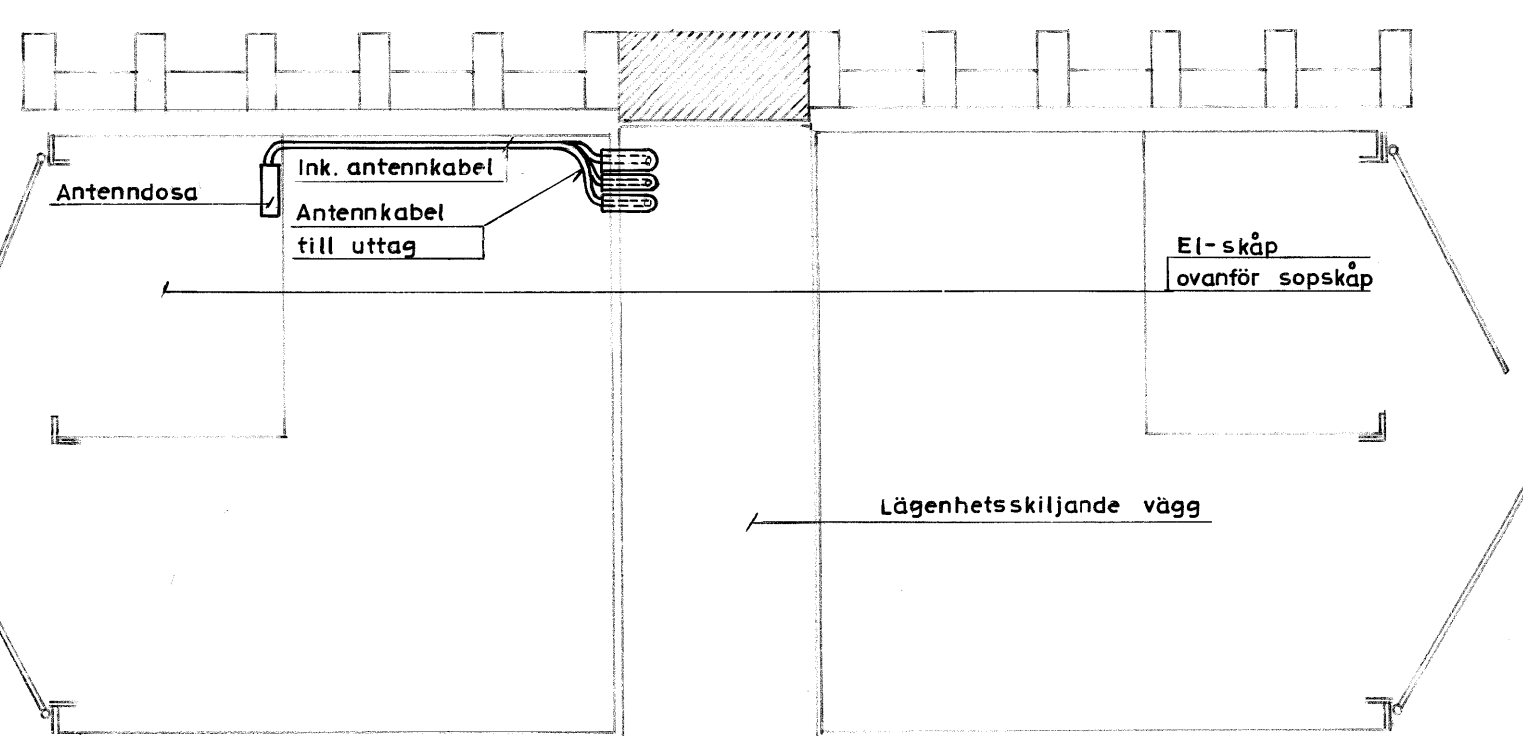 Ink. antennkabel
Antenndosa
Antennkabel
till uttag
El-skåp
ovanför sopskåp
Lägenhetsskiljande vägg